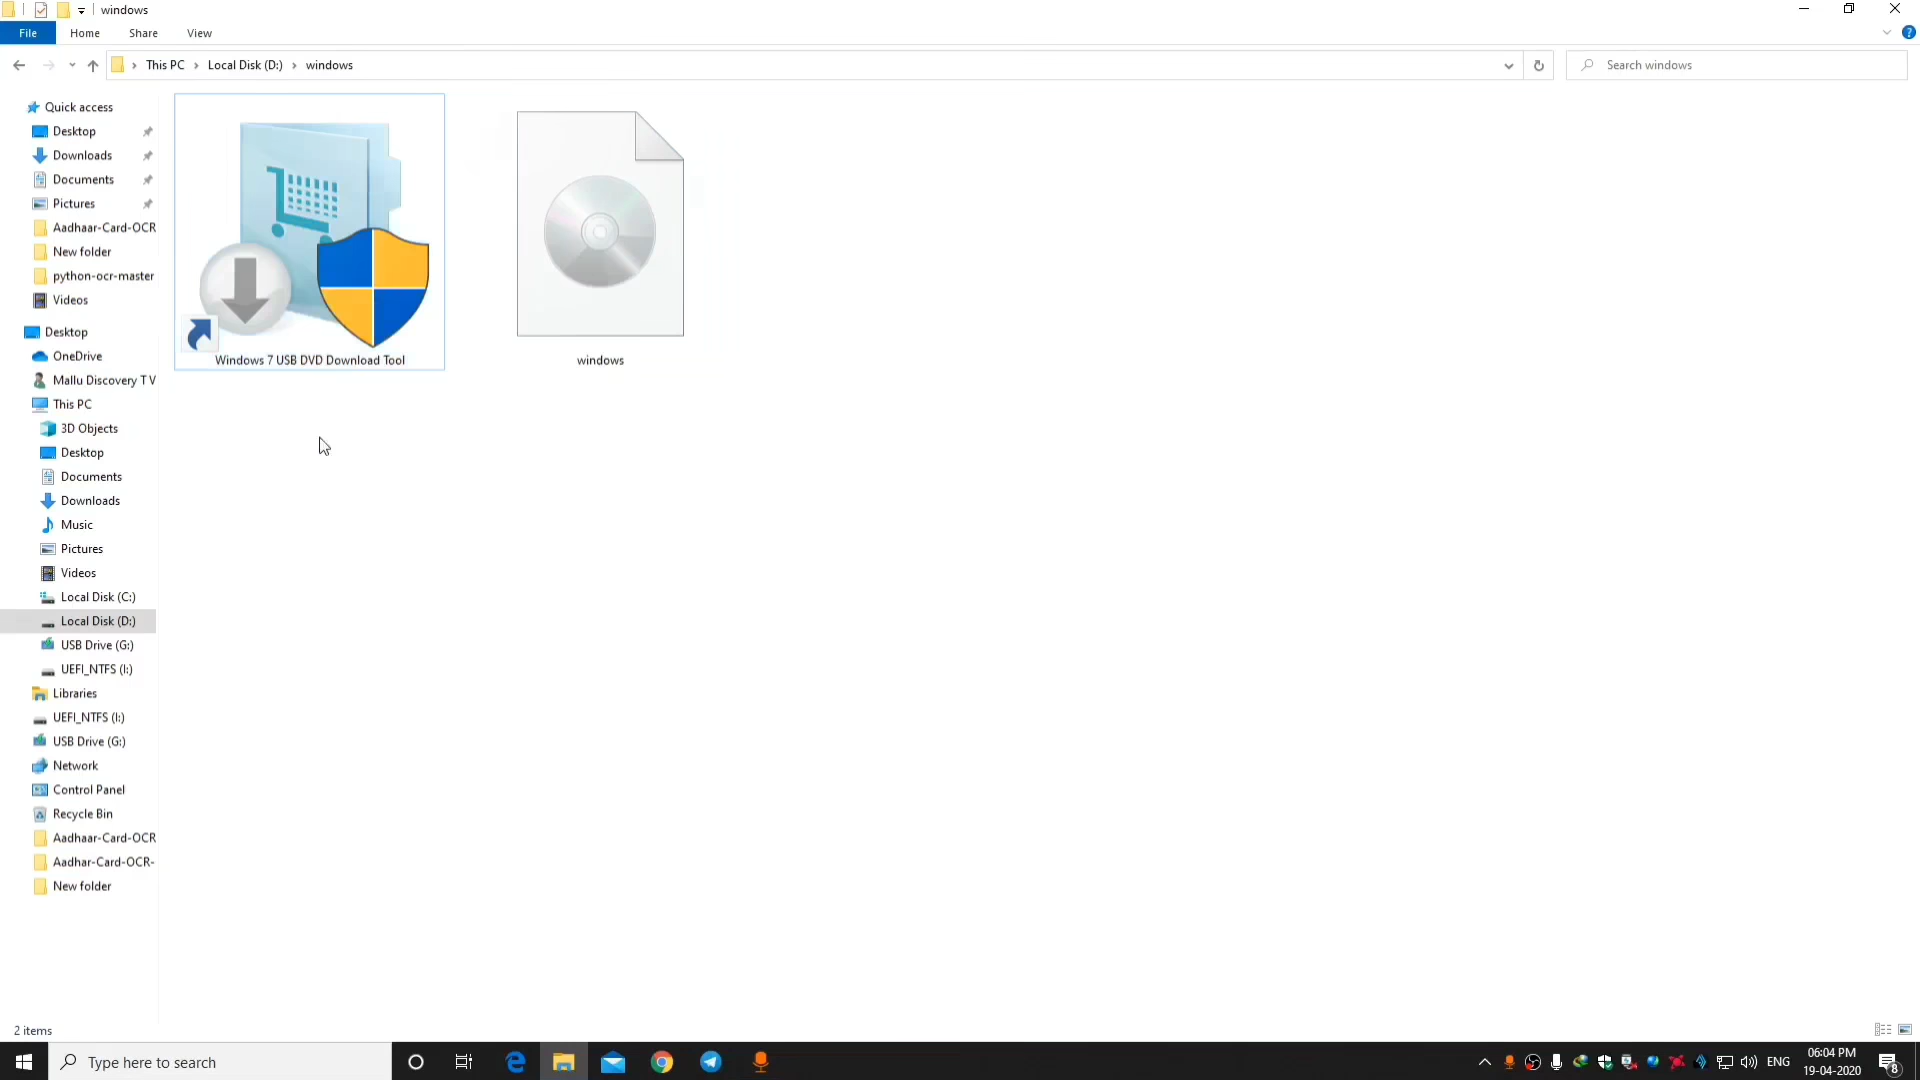 windows
File Home Share View
This PC Local Disk (D:) windows
Search windows
Quick access
Desktop
Downloads
Documents
Pictures
Aadhaar-Card-OCR
New folder
python-ocr-master
Videos
Desktop
OneDrive
Mallu Discovery T V
This PC
3D Objects
Desktop
Documents
Downloads
Music
Pictures
Videos
Local Disk (C:)
Local Disk (D:)
USB Drive (G:)
UEFI_NTFS (I:)
Libraries
UEFI_NTFS (I:)
USB Drive (G:)
Network
Control Panel
Recycle Bin
Aadhaar-Card-OCR
Aadhar-Card-OCR-
New folder
Windows 7 USB DVD Download Tool
windows
2 items
Type here to search
ENG
06:04 PM
19-04-2020
8